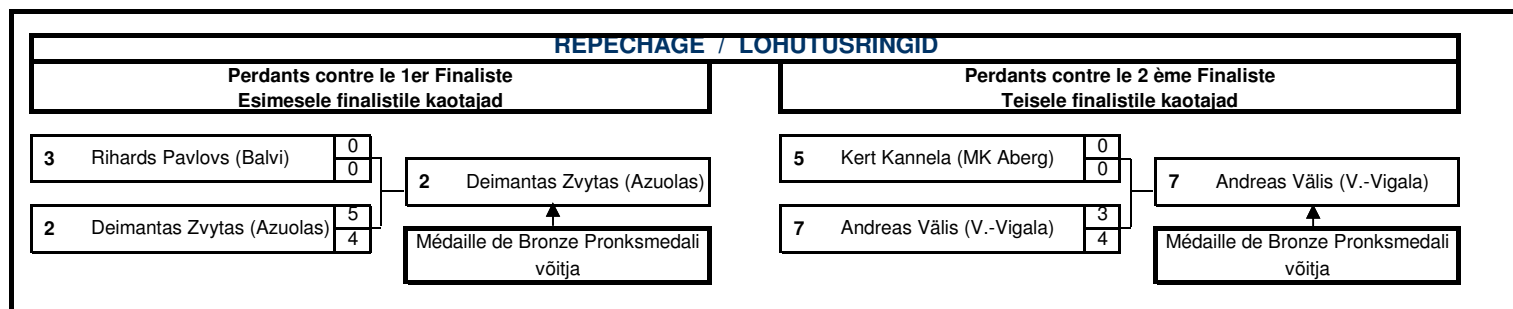 REPECHAGE / LOHUTUSRINGID
Perdants contre le 1er Finaliste
Esimesele finalistile kaotajad
Perdants contre le 2 ème Finaliste
Teisele finalistile kaotajad
3 Rihards Pavlovs (Balvi) 0
0
2 Deimantas Zvytas (Azuolas)
2 Deimantas Zvytas (Azuolas) 5
4
Médaille de Bronze Pronksmedali
võitja
5 Kert Kannela (MK Aberg) 0
0
7 Andreas Välis (V.-Vigala)
7 Andreas Välis (V.-Vigala) 3
4
Médaille de Bronze Pronksmedali
võitja